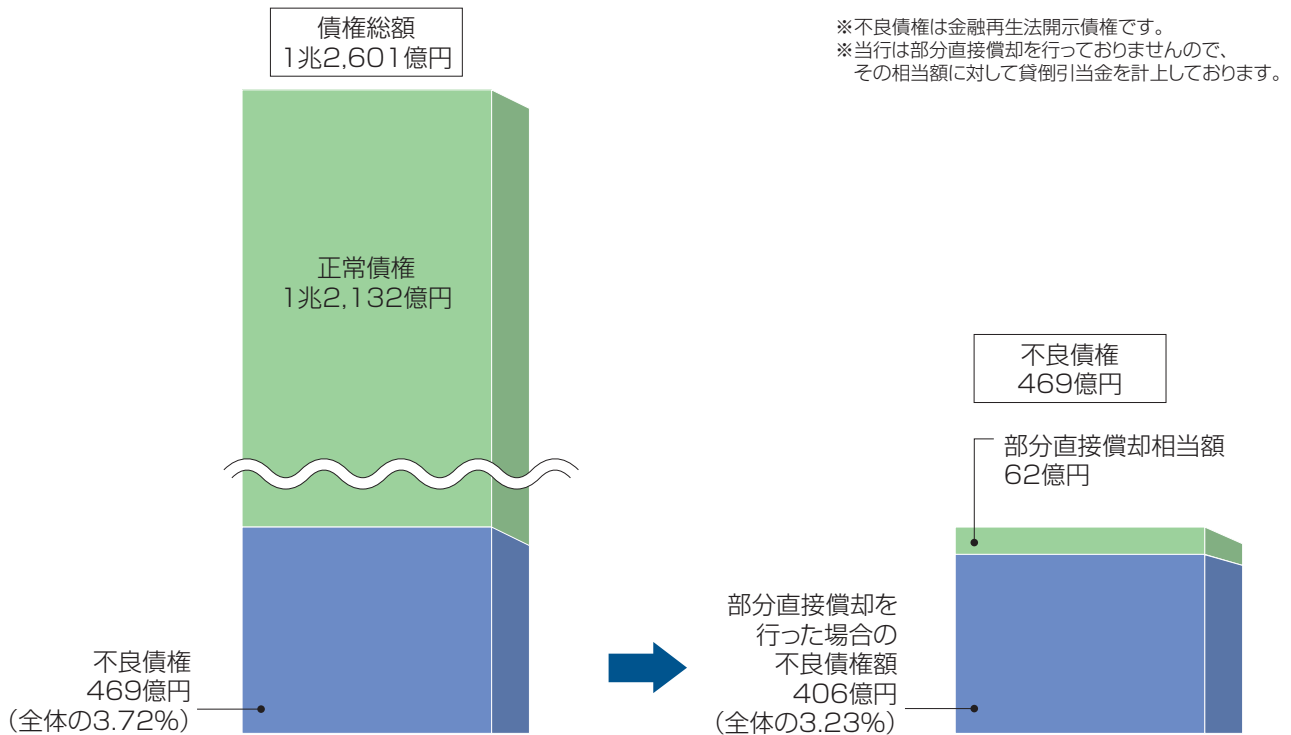 債権総額
1兆2,601億円
※不良債権は金融再生法開示債権です。
※当行は部分直接償却を行っておりませんので、
その相当額に対して貸倒引当金を計上しております。
正常債権
1兆2,132億円
不良債権
469億円
(全体の3.72%)
不良債権
469億円
部分直接償却相当額
62億円
部分直接償却を
行った場合の
不良債権額
406億円
(全体の3.23%)